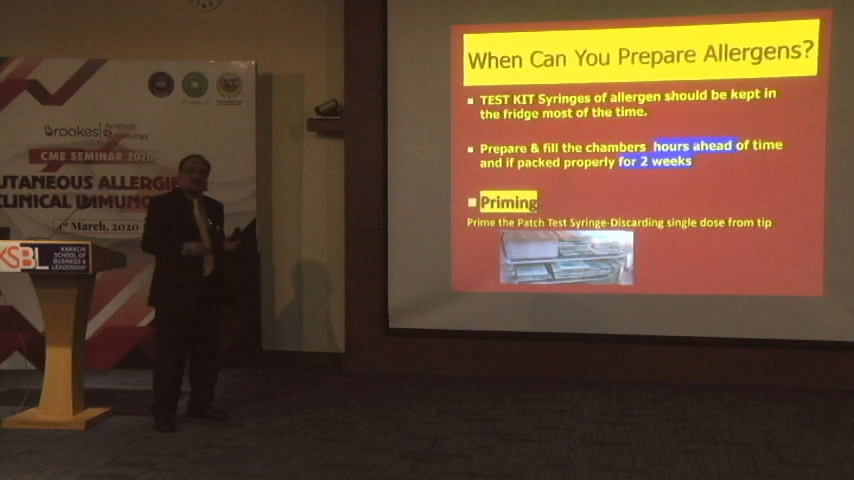 brookes
CME SEMINAR 2020
UTANEOUS ALLERGI
CLINICAL IMMUNO
1st March, 2020
KSBL
KARACHI
SCHOOL OF
BUSINESS &
LEADERSHIP
When Can You Prepare Allergens?
TEST KIT Syringes of allergen should be kept in
the fridge most of the time.
Prepare & fill the chambers hours ahead of time
and if packed properly for 2 weeks
Priming
Prime the Patch Test Syringe-Discarding single dose from tip